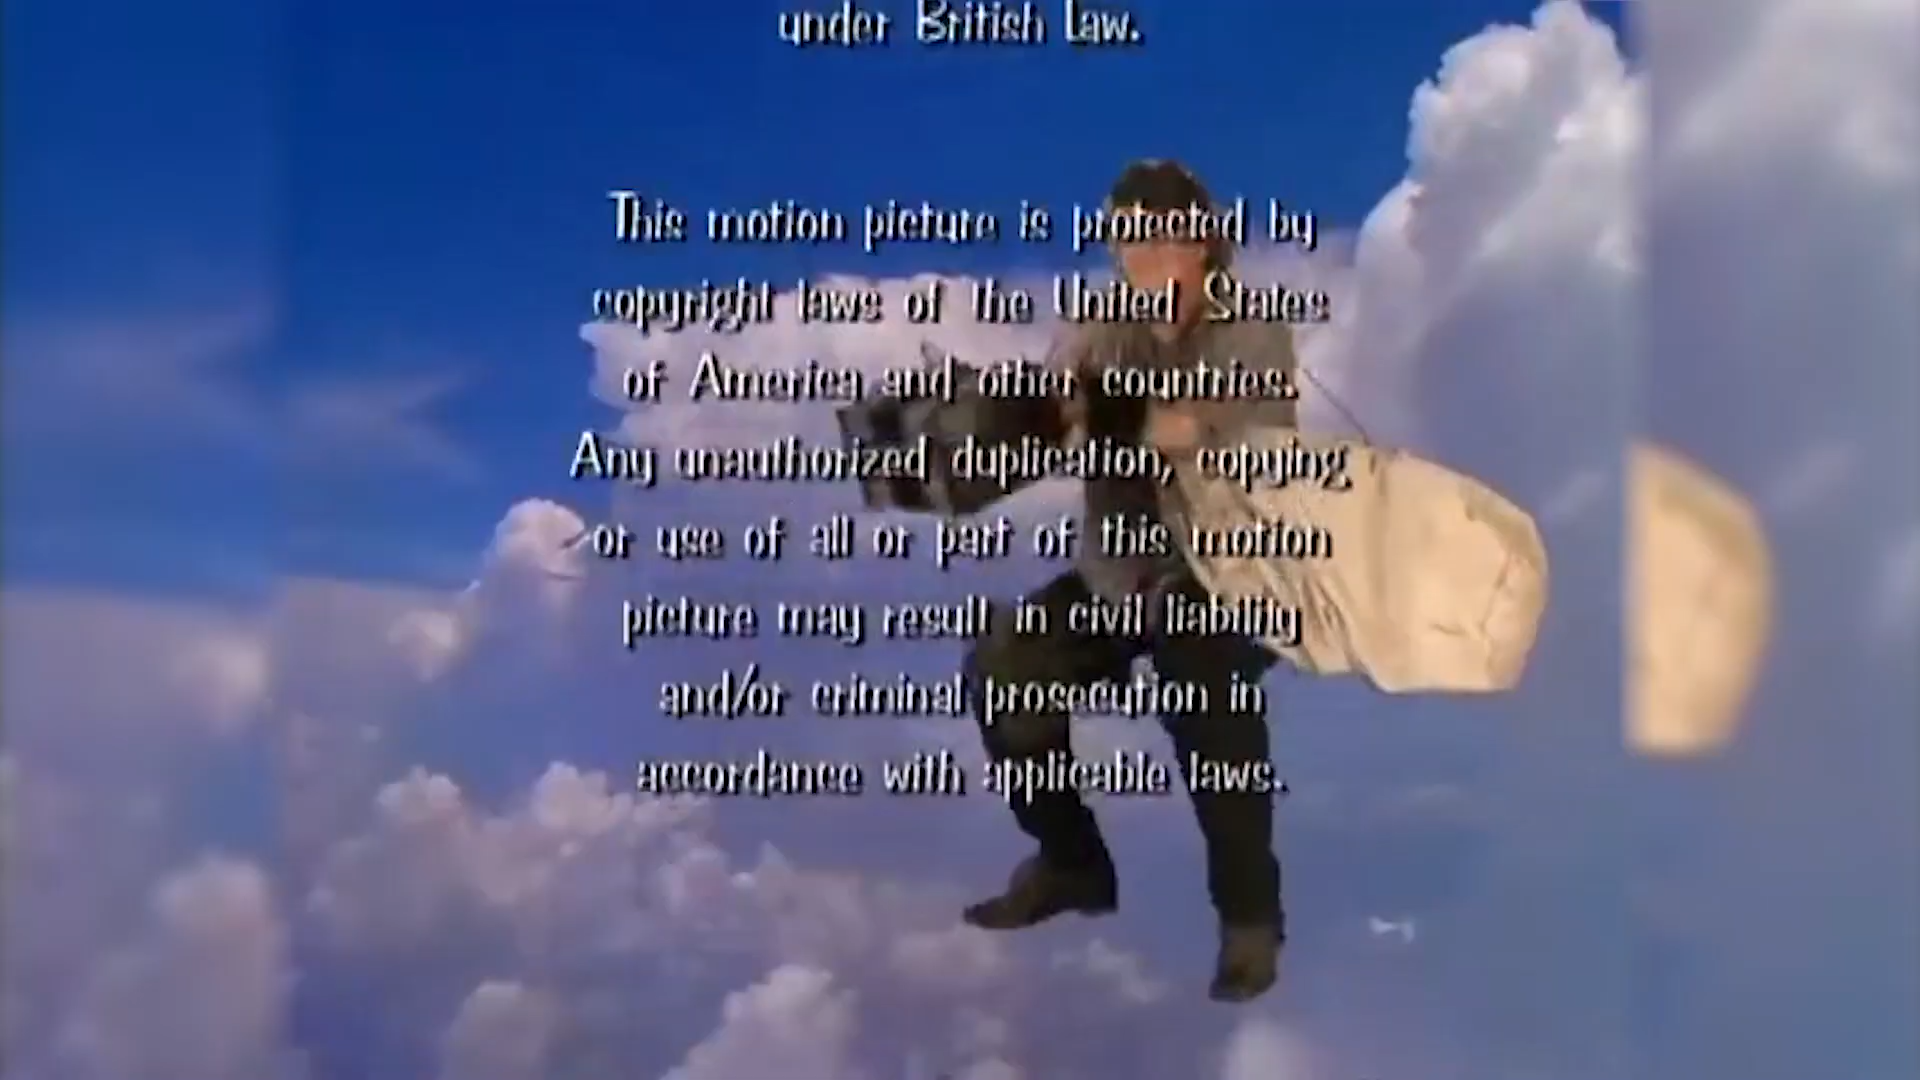 under British Law.
This motion picture is protected by
copyright laws of the United States
of America and other countries.
Any unauthorized duplication, copying
or use of all or part of this motion
picture may result in civil liability
and/or criminal prosecution in
accordance with applicable laws.